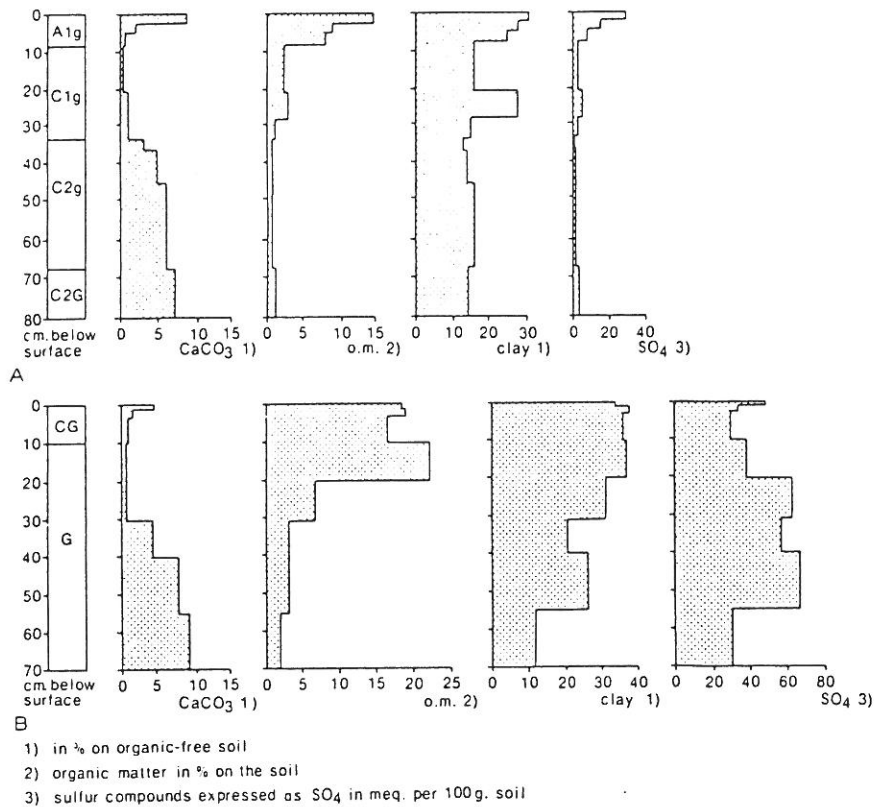 0 10 20 30 40 50 60 70 80
A1g
C1g
C2g
C2G
cm. below surface
0 5 10 15
CaCO3 1)
0 5 10 15
o.m. 2)
0 10 20 30
clay 1)
0 20 40
SO4 3)
A
0 10 20 30 40 50 60 70
CG
G
cm. below surface
0 5 10 15
CaCO3 1)
0 5 10 15 20 25
o.m. 2)
0 10 20 30 40
clay 1)
0 20 40 60 80
SO4 3)
B
1) in % on organic-free soil
2) organic matter in % on the soil
3) sulfur compounds expressed as SO4 in meq. per 100 g. soil